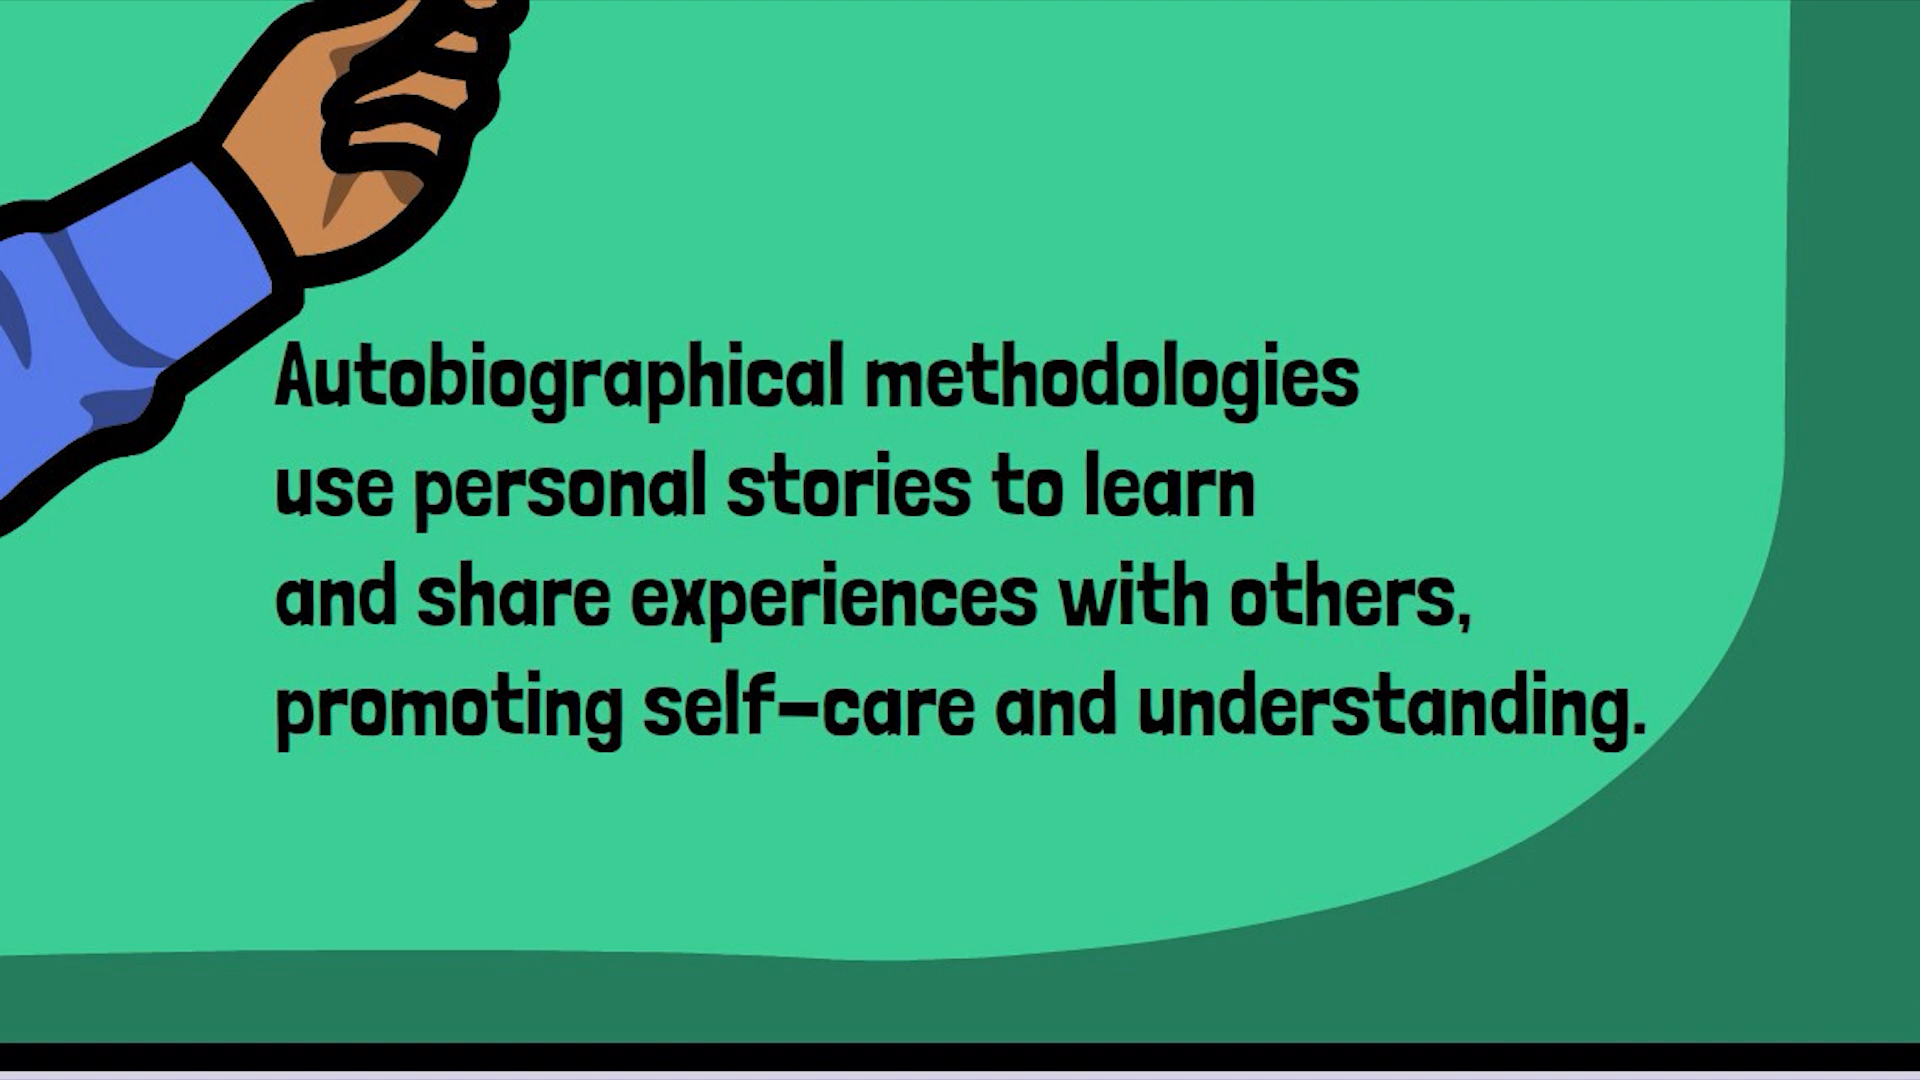 Autobiographical methodologies
use personal stories to learn
and share experiences with others,
promoting self-care and understanding.